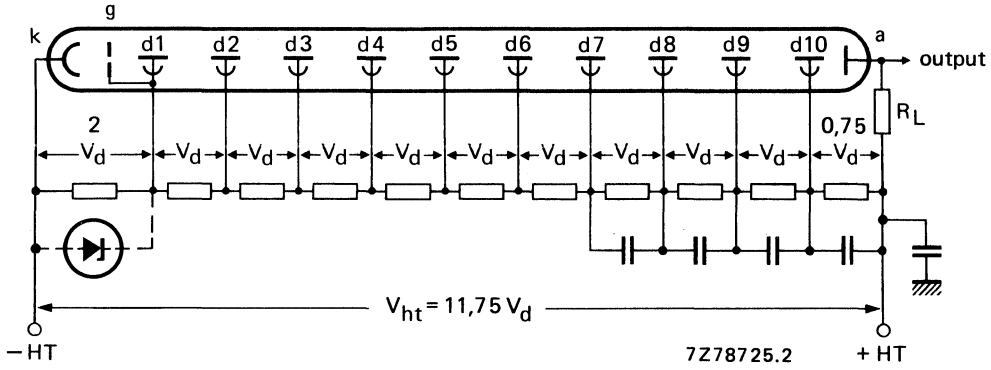 g
k d1 d2 d3 d4 d5 d6 d7 d8 d9 d10 a
output
R_L
2 0,75
V_d V_d V_d V_d V_d V_d V_d V_d V_d V_d V_d
V_ht = 11,75 V_d
−HT 7Z78725.2 +HT